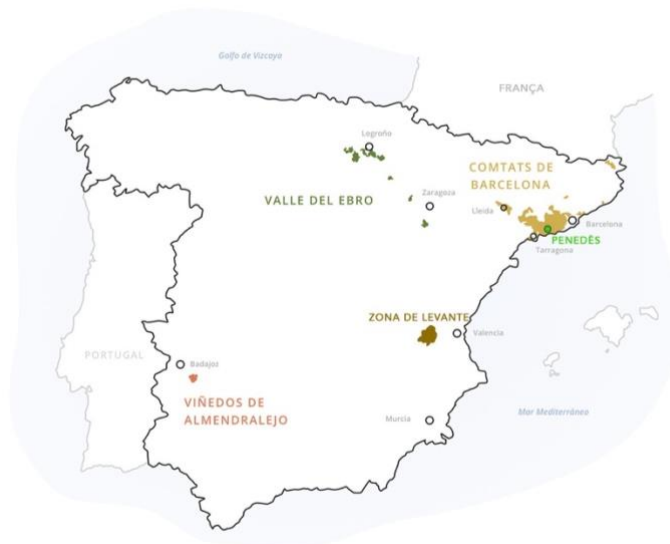 Golfo de Vizcaya
FRANÇA
Logroño
COMTATS DE
BARCELONA
VALLE DEL EBRO
Zaragoza
Lleida
Barcelona
PENEDÈS
Tarragona
ZONA DE LEVANTE
Valencia
PORTUGAL
Badajoz
VIÑEDOS DE
ALMENDRALEJO
Mar Mediterránea
Murcia